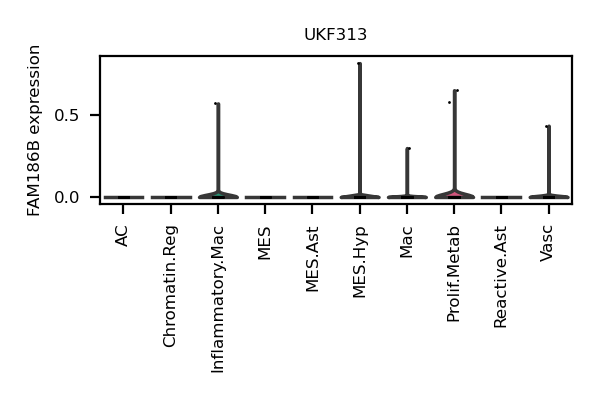 UKF313
FAM186B expression
0.5
0.0
AC
Chromatin.Reg
Inflammatory.Mac
MES
MES.Ast
MES.Hyp
Mac
Prolif.Metab
Reactive.Ast
Vasc